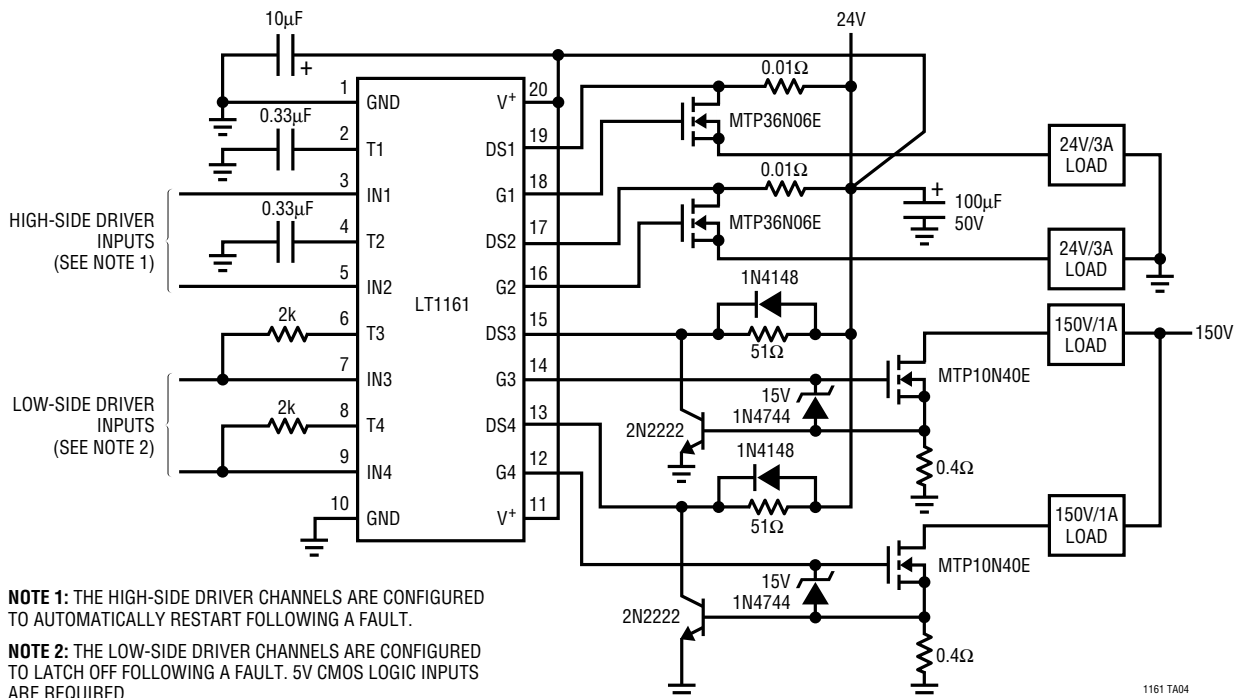 10µF
+
24V
0.01Ω
MTP36N06E
24V/3A
LOAD
0.01Ω
MTP36N06E
+
100µF
50V
24V/3A
LOAD
0.33µF
0.33µF
HIGH-SIDE DRIVER
INPUTS
(SEE NOTE 1)
2k
LOW-SIDE DRIVER
INPUTS
(SEE NOTE 2)
2k
1 GND
2 T1
3 IN1
4 T2
5 IN2
6 T3
7 IN3
8 T4
9 IN4
10 GND
LT1161
V+ 20
DS1 19
G1 18
DS2 17
G2 16
DS3 15
G3 14
DS4 13
G4 12
V+ 11
1N4148
51Ω
150V/1A
LOAD
150V
MTP10N40E
15V
1N4744
2N2222
0.4Ω
1N4148
51Ω
150V/1A
LOAD
MTP10N40E
15V
1N4744
2N2222
0.4Ω
NOTE 1: THE HIGH-SIDE DRIVER CHANNELS ARE CONFIGURED
TO AUTOMATICALLY RESTART FOLLOWING A FAULT.
NOTE 2: THE LOW-SIDE DRIVER CHANNELS ARE CONFIGURED
TO LATCH OFF FOLLOWING A FAULT. 5V CMOS LOGIC INPUTS
ARE REQUIRED
1161 TA04